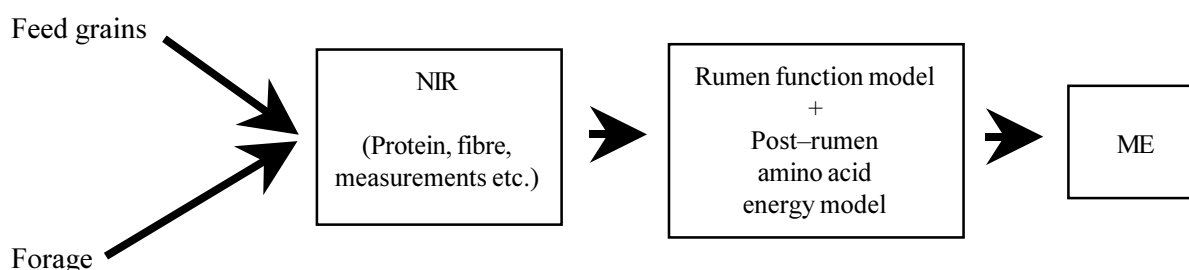 Feed grains
Forage
NIR
(Protein, fibre,
measurements etc.)
Rumen function model
+
Post–rumen
amino acid
energy model
ME